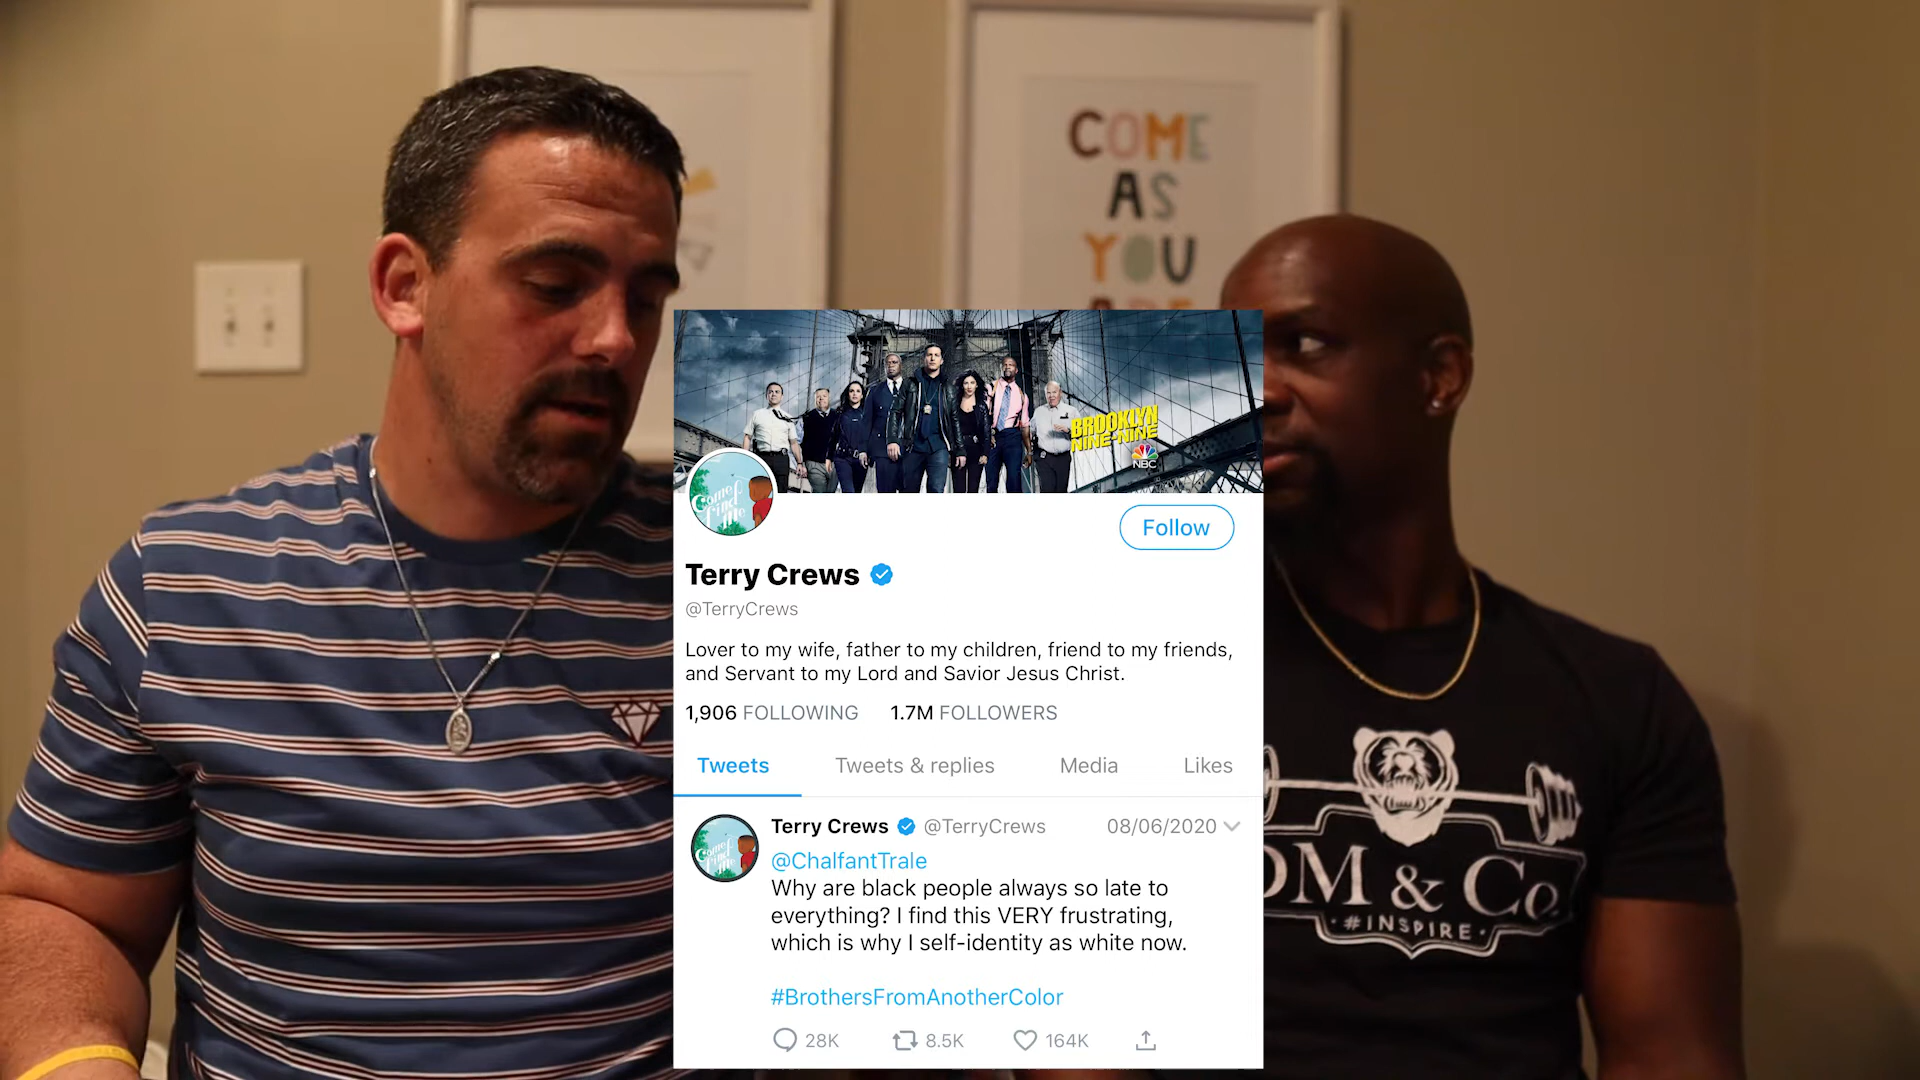 COME
AS
YOU
ARE
BROOKLYN
NINE-NINE
NBC
Come
Find
Me
Follow
Terry Crews
@TerryCrews
Lover to my wife, father to my children, friend to my friends,
and Servant to my Lord and Savior Jesus Christ.
1,906 FOLLOWING 1.7M FOLLOWERS
Tweets Tweets & replies Media Likes
Terry Crews @TerryCrews 08/06/2020
@ChalfantTrale
Why are black people always so late to
everything? I find this VERY frustrating,
which is why I self-identity as white now.
#BrothersFromAnotherColor
28K 8.5K 164K
OM & Co
#INSPIRE